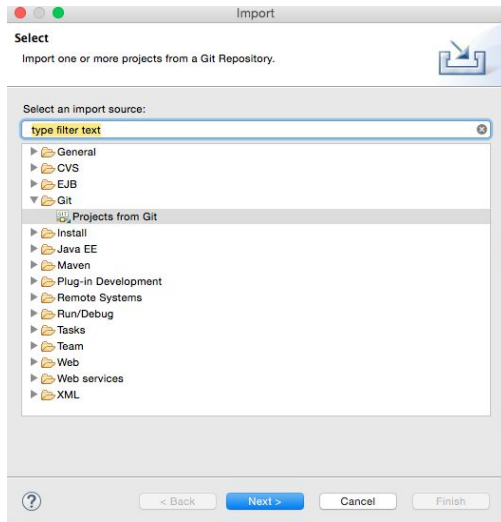 Import
Select
Import one or more projects from a Git Repository.
Select an import source:
type filter text
General
CVS
EJB
Git
Projects from Git
Install
Java EE
Maven
Plug-in Development
Remote Systems
Run/Debug
Tasks
Team
Web
Web services
XML
? < Back Next > Cancel Finish